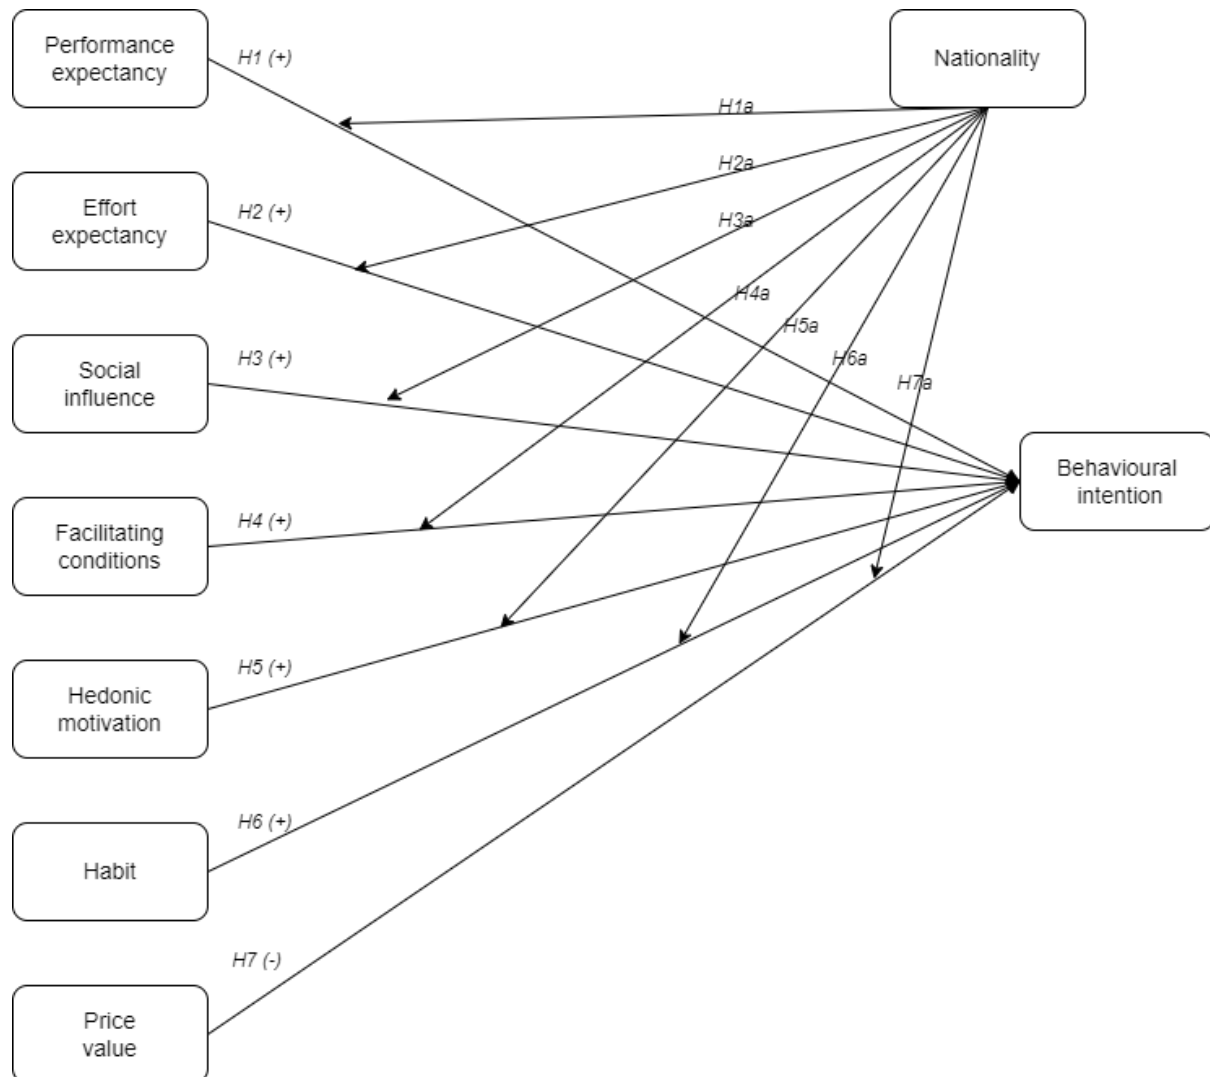 Performance
expectancy
H1 (+)
Nationality
H1a
Effort
expectancy
H2 (+)
H2a
H3a
Social
influence
H3 (+)
H4a
H5a
H6a
H7a
Behavioural
intention
Facilitating
conditions
H4 (+)
Hedonic
motivation
H5 (+)
Habit
H6 (+)
H7 (-)
Price
value